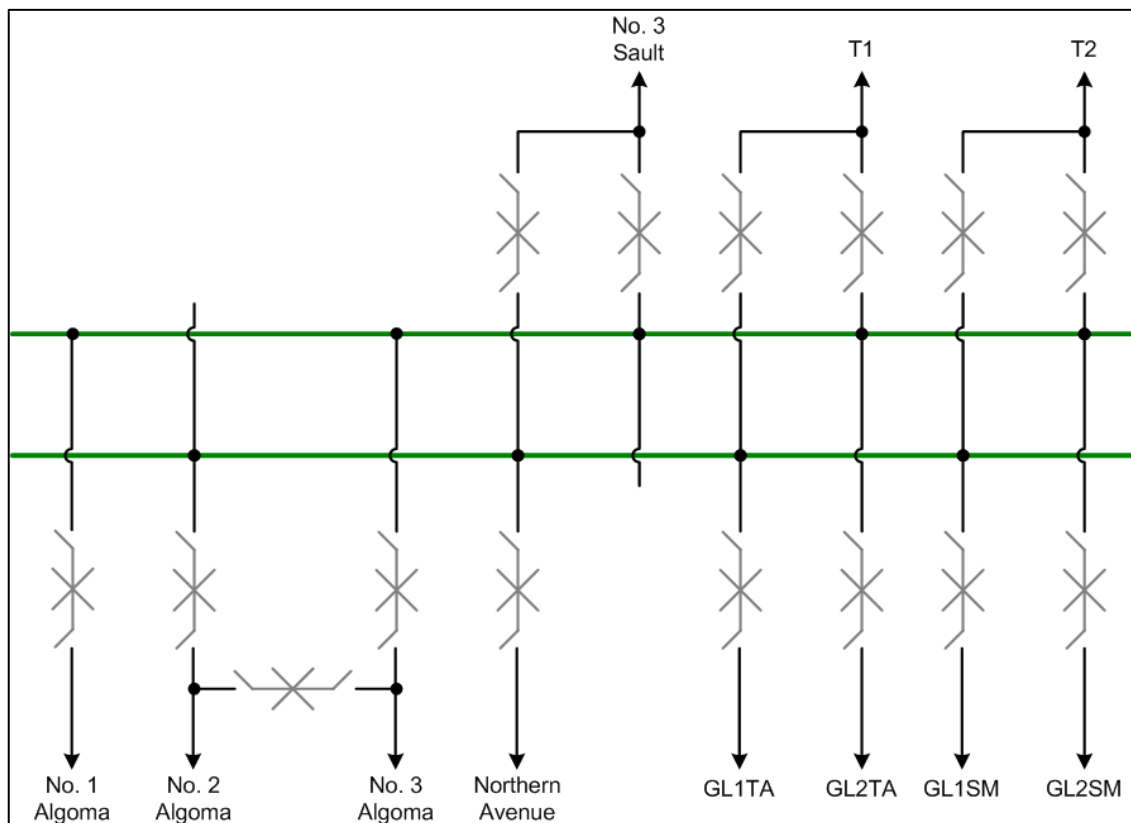 No. 3
Sault
T1
T2
No. 1
Algoma
No. 2
Algoma
No. 3
Algoma
Northern
Avenue
GL1TA
GL2TA
GL1SM
GL2SM